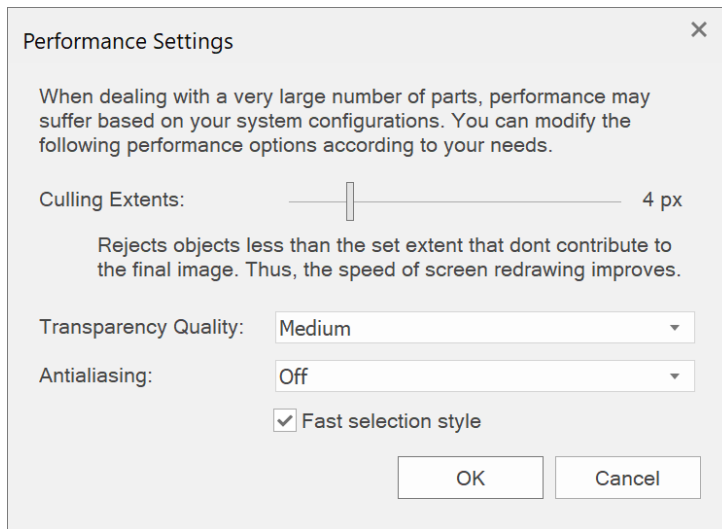 Performance Settings
When dealing with a very large number of parts, performance may
suffer based on your system configurations. You can modify the
following performance options according to your needs.
Culling Extents: 4 px
Rejects objects less than the set extent that dont contribute to
the final image. Thus, the speed of screen redrawing improves.
Transparency Quality: Medium
Antialiasing: Off
Fast selection style
OK Cancel